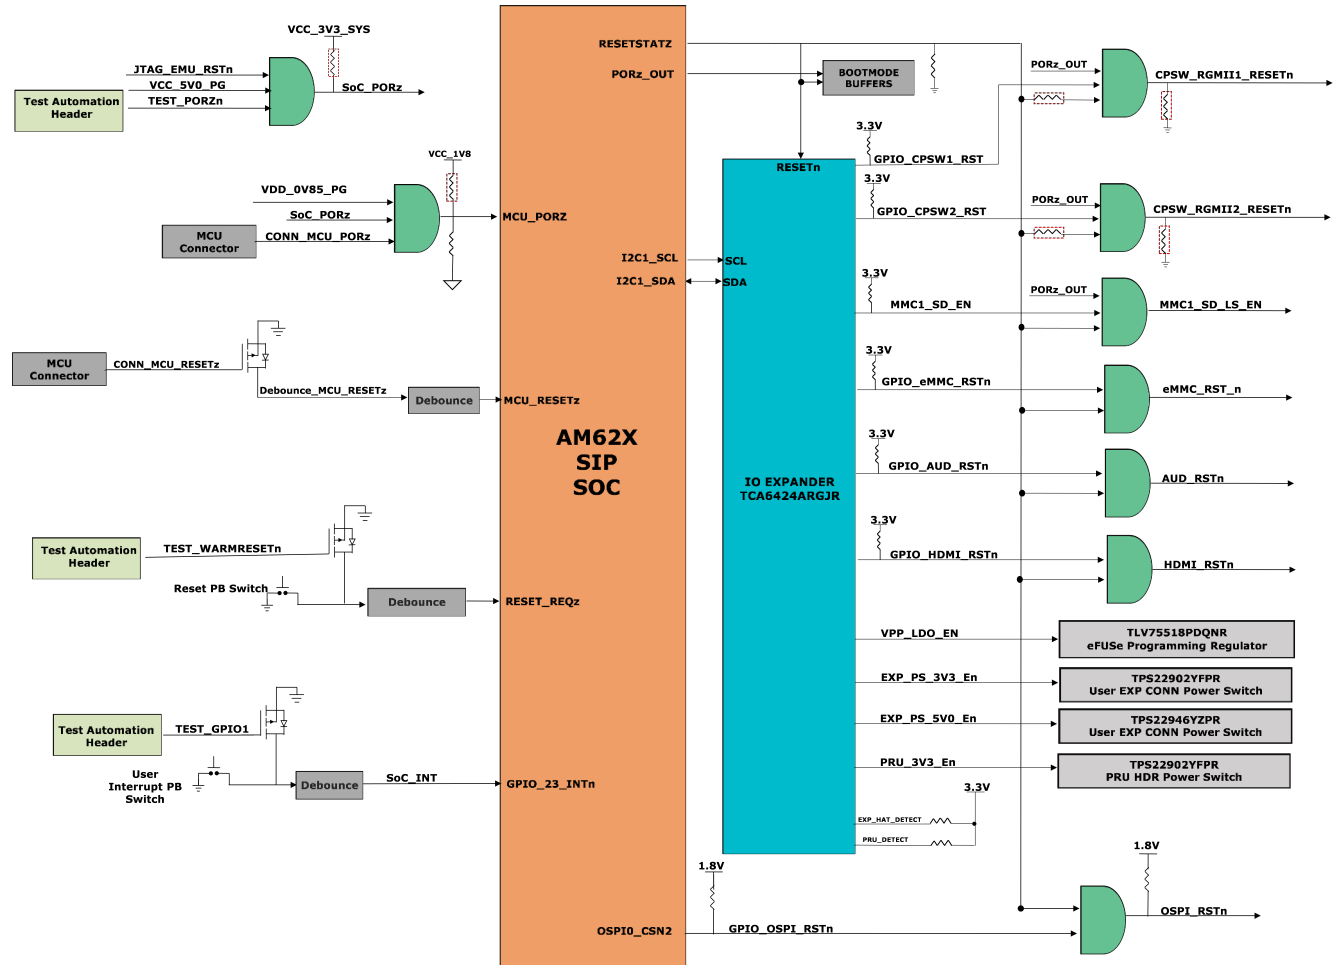 VCC_3V3_SYS
JTAG_EMU_RSTn
VCC_5V0_PG
TEST_PORZn
Test Automation
Header
SoC_PORz
VCC_1V8
VDD_0V85_PG
SoC_PORz
CONN_MCU_PORz
MCU
Connector
MCU_PORZ
MCU
Connector
CONN_MCU_RESETz
Debounce_MCU_RESETz
Debounce
MCU_RESETz
Test Automation
Header
TEST_WARMRESETn
Reset PB Switch
Debounce
RESET_REQz
Test Automation
Header
TEST_GPIO1
User
Interrupt PB
Switch
Debounce
SoC_INT
GPIO_23_INTn
AM62X
SIP
SOC
RESETSTATZ
PORz_OUT
I2C1_SCL
I2C1_SDA
OSPI0_CSN2
BOOTMODE
BUFFERS
RESETn
SCL
SDA
IO EXPANDER
TCA6424ARGJR
3.3V
GPIO_CPSW1_RST
3.3V
GPIO_CPSW2_RST
3.3V
MMC1_SD_EN
3.3V
GPIO_eMMC_RSTn
3.3V
GPIO_AUD_RSTn
3.3V
GPIO_HDMI_RSTn
VPP_LDO_EN
EXP_PS_3V3_En
EXP_PS_5V0_En
PRU_3V3_En
3.3V
EXP_HAT_DETECT
PRU_DETECT
1.8V
GPIO_OSPI_RSTn
PORz_OUT
CPSW_RGMII1_RESETn
PORz_OUT
CPSW_RGMII2_RESETn
PORz_OUT
MMC1_SD_LS_EN
eMMC_RST_n
AUD_RSTn
HDMI_RSTn
TLV75518PDQNR
eFUSe Programming Regulator
TPS22902YFPR
User EXP CONN Power Switch
TPS22946YZPR
User EXP CONN Power Switch
TPS22902YFPR
PRU HDR Power Switch
1.8V
OSPI_RSTn